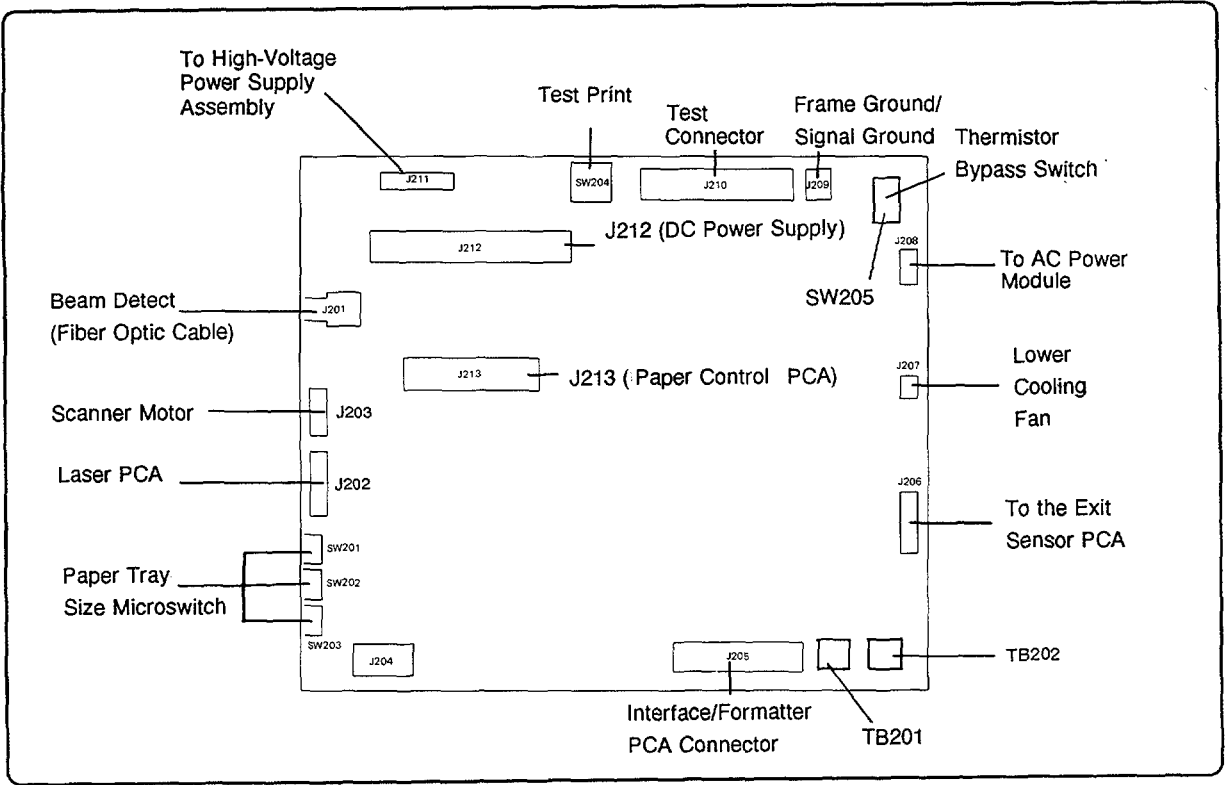 To High-Voltage
Power Supply
Assembly
Test Print
Test
Connector
Frame Ground/
Signal Ground
Thermistor
Bypass Switch
J211
SW204
J210
J209
J212 (DC Power Supply)
J212
J208
To AC Power
Module
SW205
Beam Detect
(Fiber Optic Cable)
J201
J213 (Paper Control PCA)
J213
J207
Lower
Cooling
Fan
Scanner Motor
J203
Laser PCA
J202
J206
To the Exit
Sensor PCA
SW201
Paper Tray
Size Microswitch
SW202
SW203
J204
J205
TB202
Interface/Formatter
PCA Connector
TB201